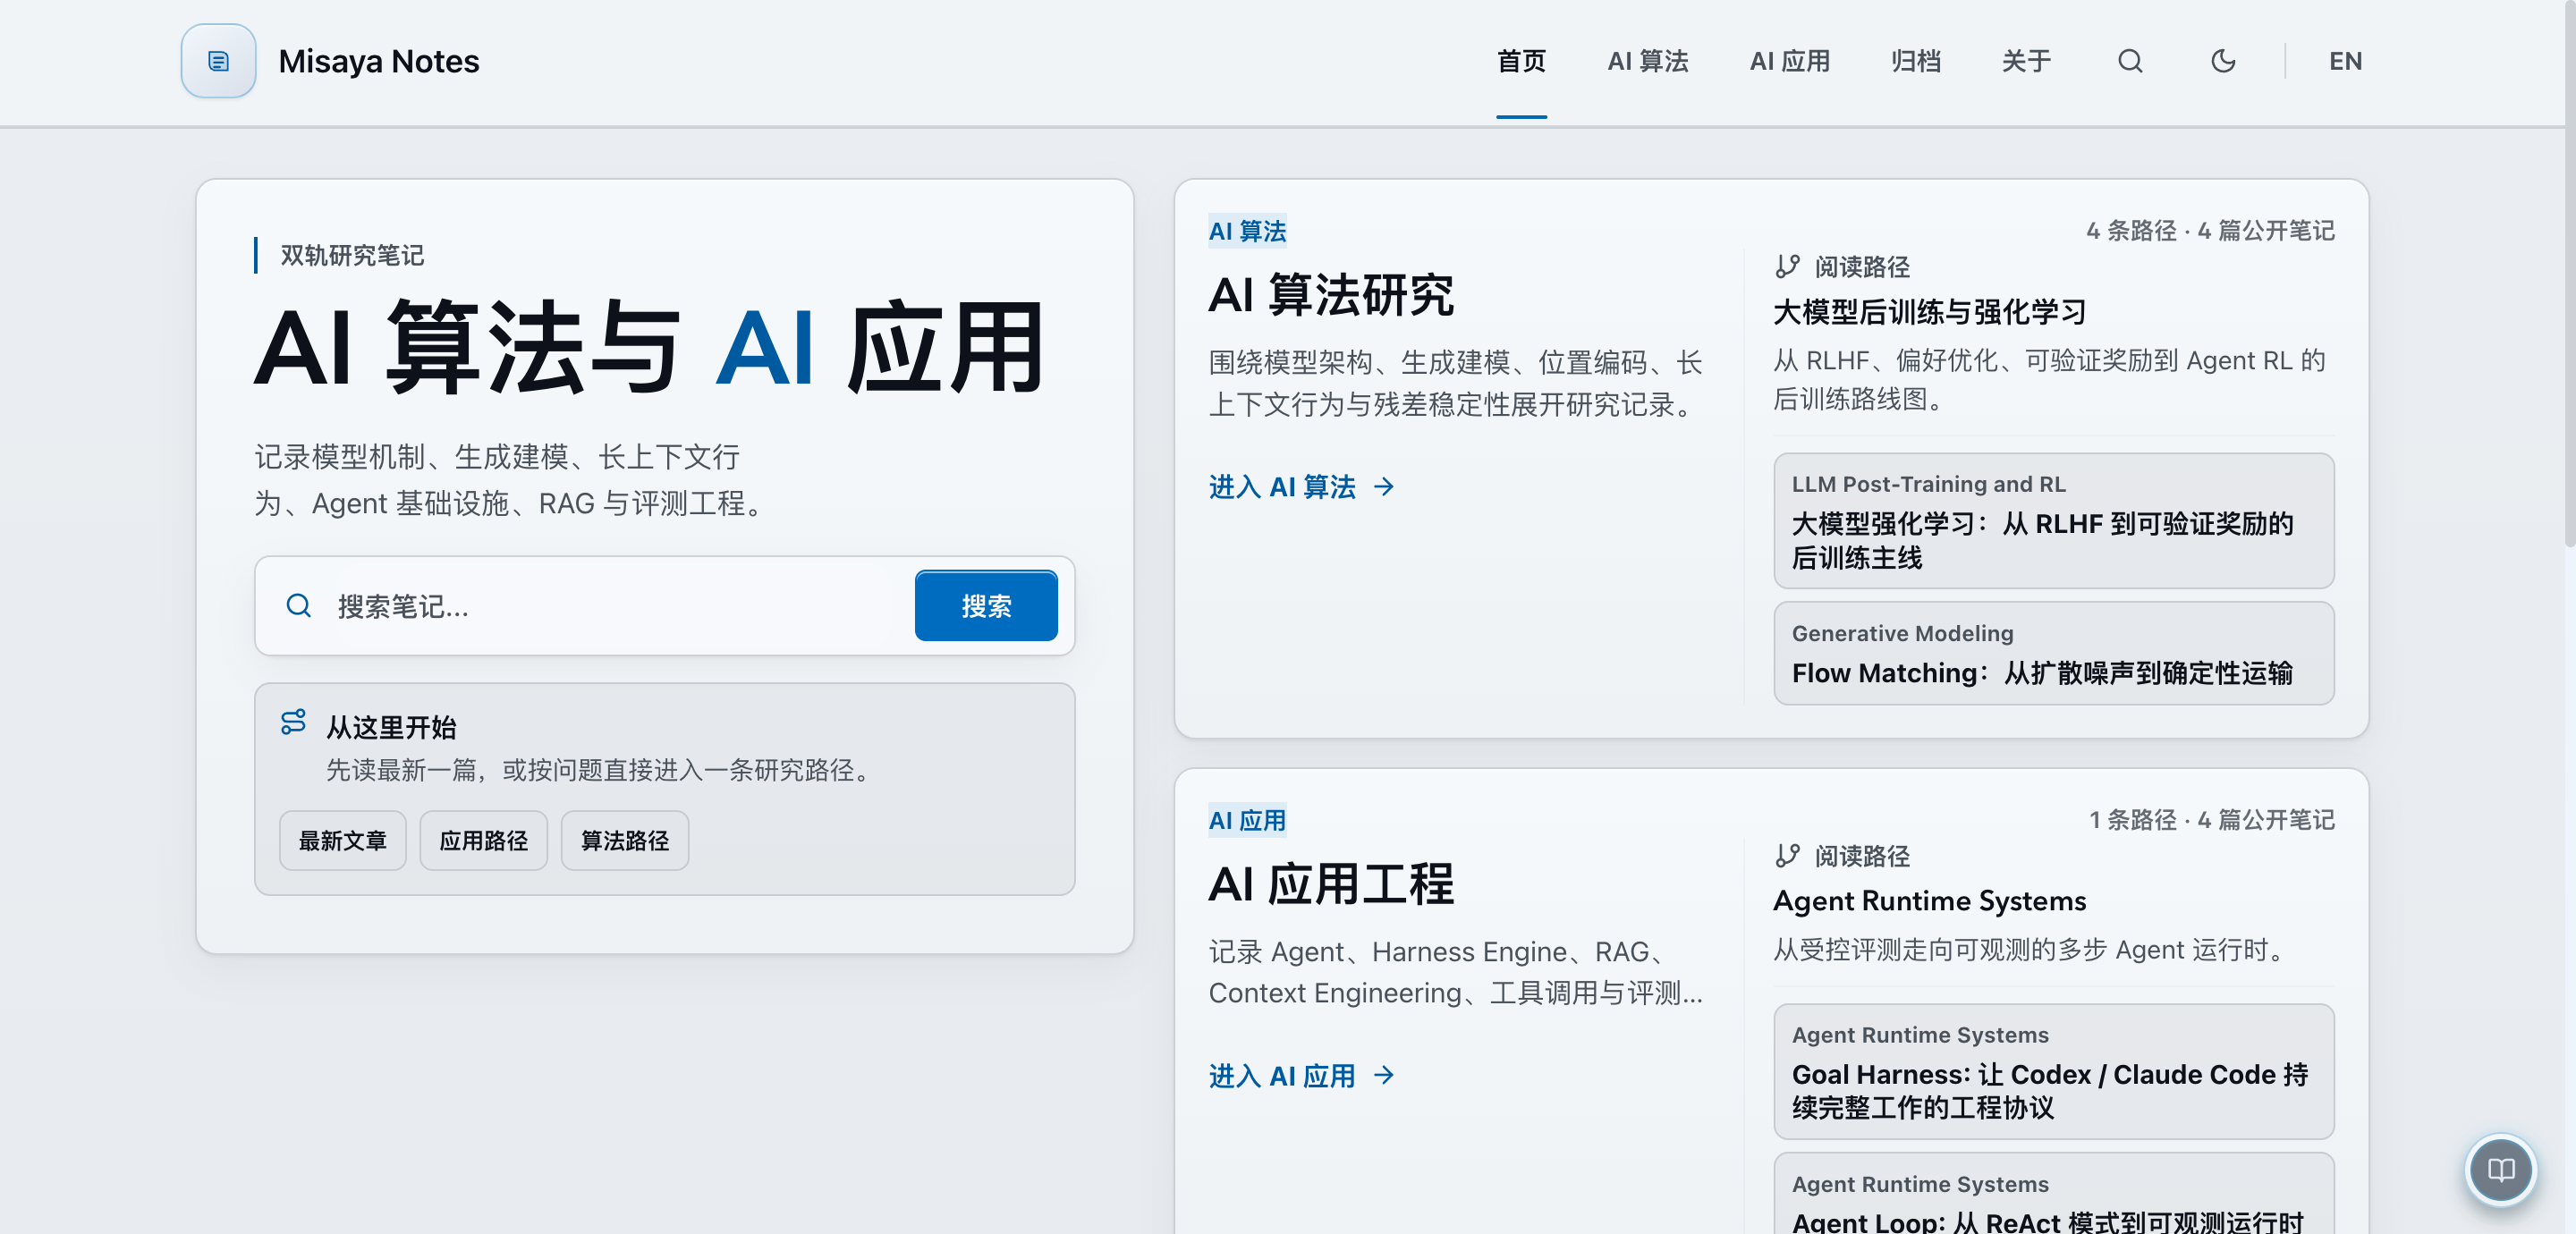 Misaya Notes
首页
AI 算法
AI 应用
归档
关于
EN
双轨研究笔记
AI 算法与 AI 应用
记录模型机制、生成建模、长上下文行
为、Agent 基础设施、RAG 与评测工程。
搜索笔记...
搜索
从这里开始
先读最新一篇，或按问题直接进入一条研究路径。
最新文章
应用路径
算法路径
AI 算法
4 条路径 · 4 篇公开笔记
AI 算法研究
围绕模型架构、生成建模、位置编码、长
上下文行为与残差稳定性展开研究记录。
进入 AI 算法
阅读路径
大模型后训练与强化学习
从 RLHF、偏好优化、可验证奖励到 Agent RL 的
后训练路线图。
LLM Post-Training and RL
大模型强化学习：从 RLHF 到可验证奖励的
后训练主线
Generative Modeling
Flow Matching：从扩散噪声到确定性运输
AI 应用
1 条路径 · 4 篇公开笔记
AI 应用工程
记录 Agent、Harness Engine、RAG、
Context Engineering、工具调用与评测...
进入 AI 应用
阅读路径
Agent Runtime Systems
从受控评测走向可观测的多步 Agent 运行时。
Agent Runtime Systems
Goal Harness: 让 Codex / Claude Code 持
续完整工作的工程协议
Agent Runtime Systems
Agent Loop: 从 ReAct 模式到可观测运行时